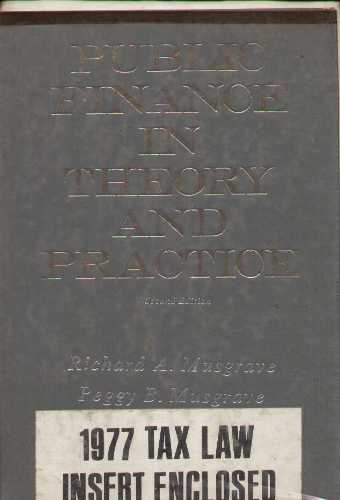 PUBLIC
FINANCE
IN
THEORY
AND
PRACTICE
Second Edition
Richard A. Musgrave
Peggy B. Musgrave
1977 TAX LAW
INSERT ENCLOSED